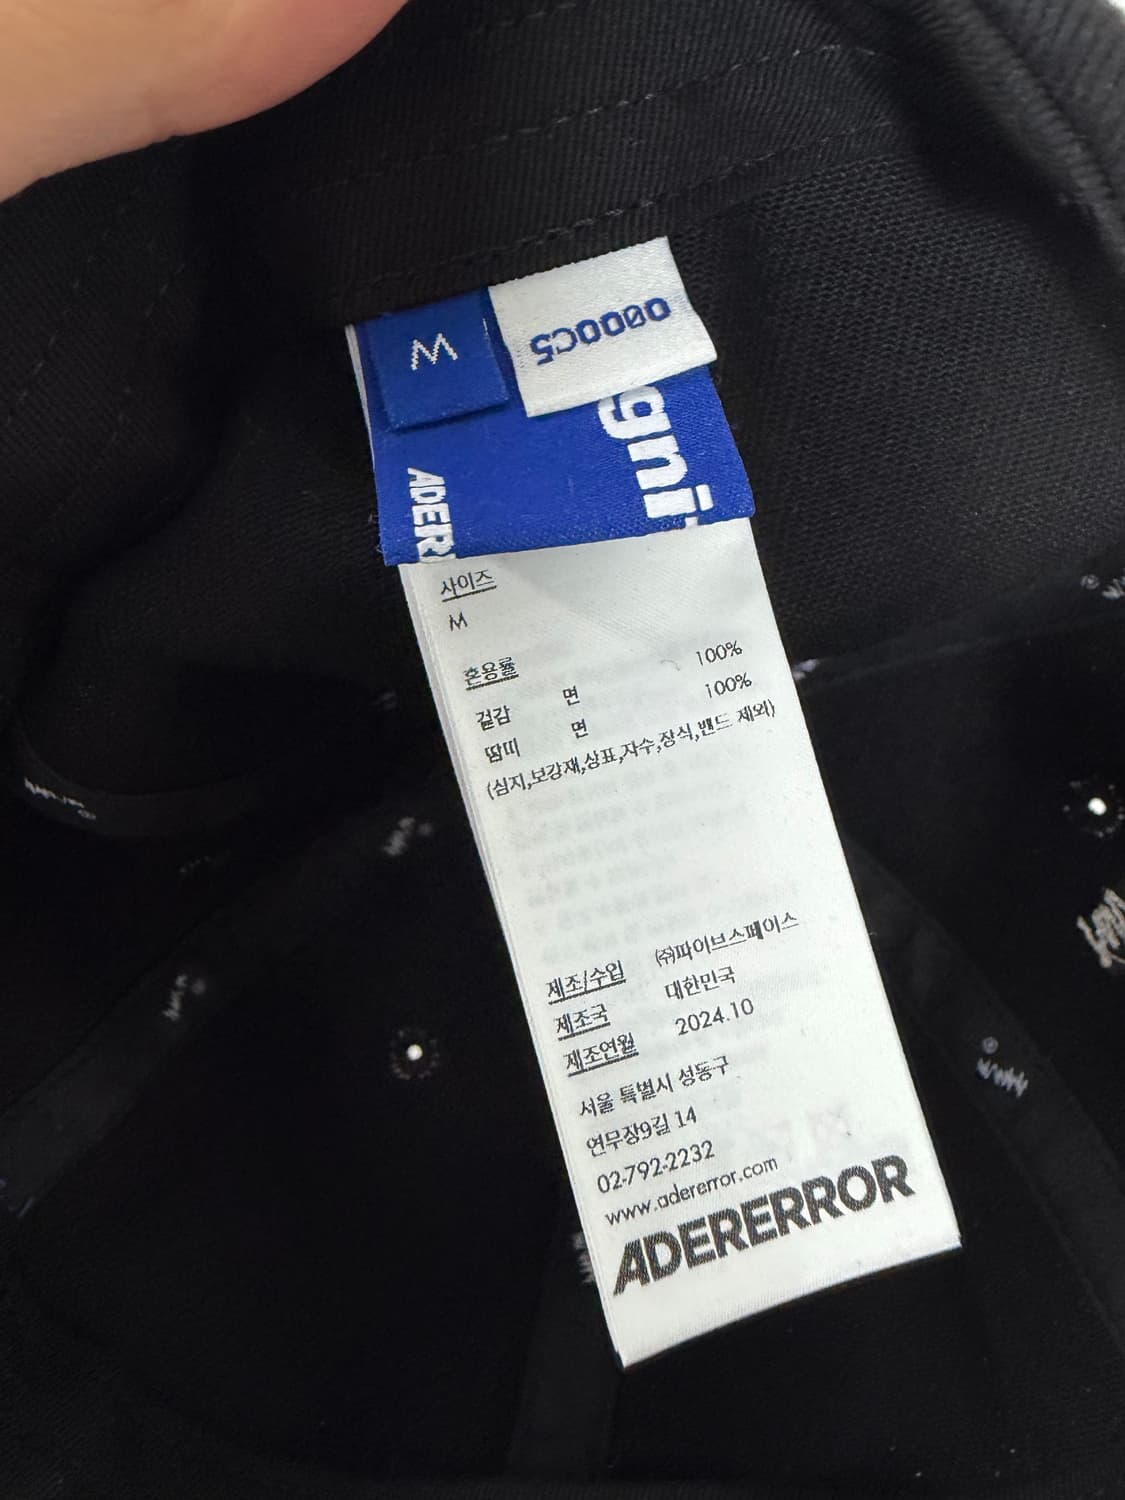 M
0000C5
gni
ADER
사이즈
M
혼용률
겉감 면 100%
땀띠 면 100%
(심지,보강재,상표,자수,장식,밴드 제외)
제조/수입 (주)파이브스페이스
제조국 대한민국
제조연월 2024.10
서울 특별시 성동구
연무장9길 14
02-792-2232
www.adererror.com
ADERERROR